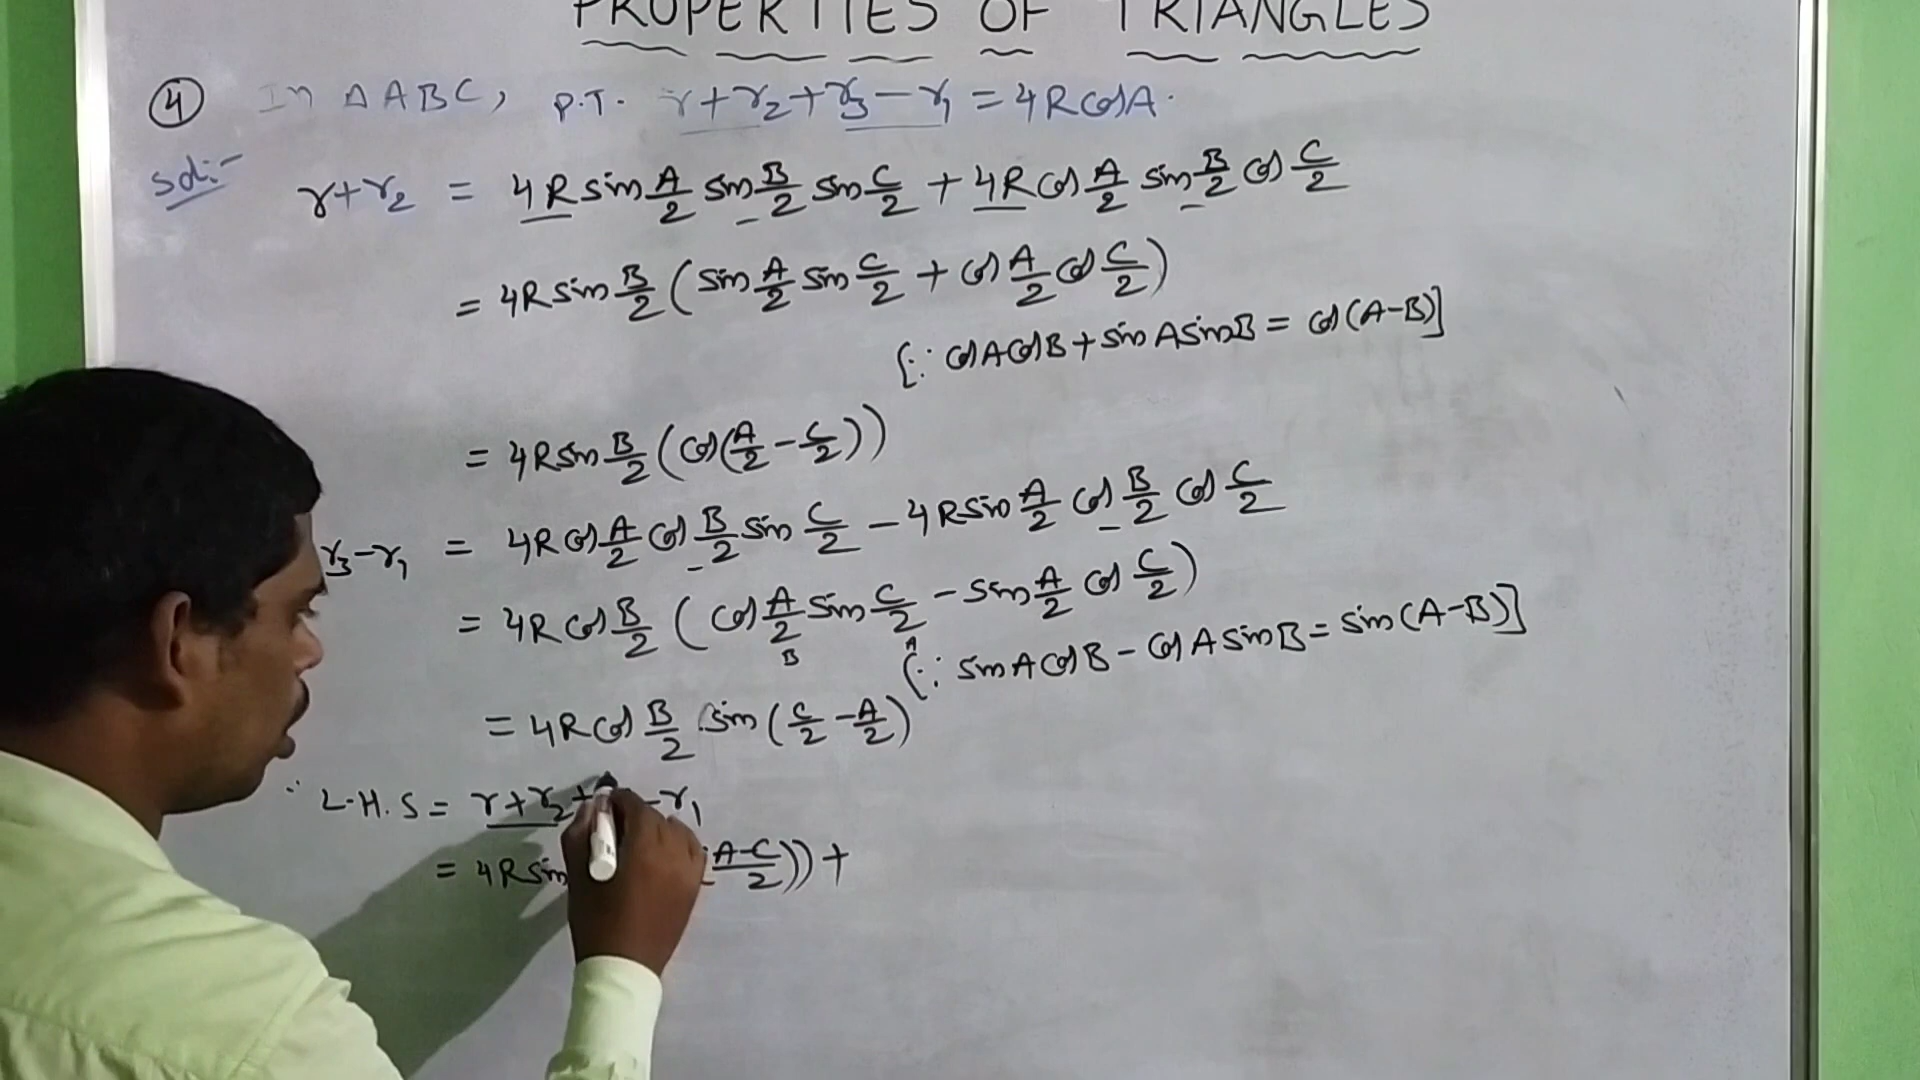 PROPERTIES OF TRIANGLES
④ In Δ ABC, P.T. r+r₂+r₃-r₁ = 4R cos A.
Sol:- r+r₂ = 4R sin A/2 sin B/2 sin C/2 + 4R cos A/2 sin B/2 cos C/2
= 4R sin B/2 (sin A/2 sin C/2 + cos A/2 cos C/2)
[∵ cos A cos B + sin A sin B = cos (A-B)]
= 4R sin B/2 (cos (A/2 - C/2))
r₃-r₁ = 4R cos A/2 cos B/2 sin C/2 - 4R sin A/2 cos B/2 cos C/2
= 4R cos B/2 (cos A/2 sin C/2 - sin A/2 cos C/2)
B A
[∵ sin A cos B - cos A sin B = sin (A-B)]
= 4R cos B/2 sin (C/2 - A/2)
∴ L.H.S = r+r₂+ -r₁
= 4R sin (A-C/2)) +